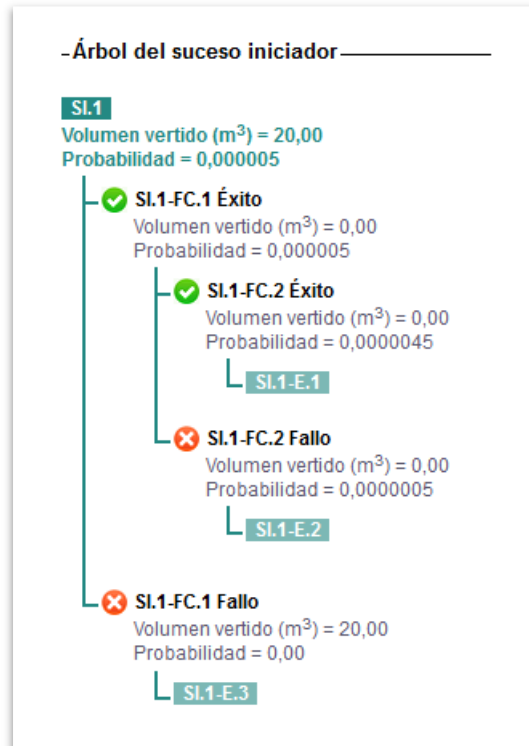 Árbol del suceso iniciador
SI.1
Volumen vertido (m³) = 20,00
Probabilidad = 0,000005
SI.1-FC.1 Éxito
Volumen vertido (m³) = 0,00
Probabilidad = 0,000005
SI.1-FC.2 Éxito
Volumen vertido (m³) = 0,00
Probabilidad = 0,0000045
SI.1-E.1
SI.1-FC.2 Fallo
Volumen vertido (m³) = 0,00
Probabilidad = 0,0000005
SI.1-E.2
SI.1-FC.1 Fallo
Volumen vertido (m³) = 20,00
Probabilidad = 0,00
SI.1-E.3